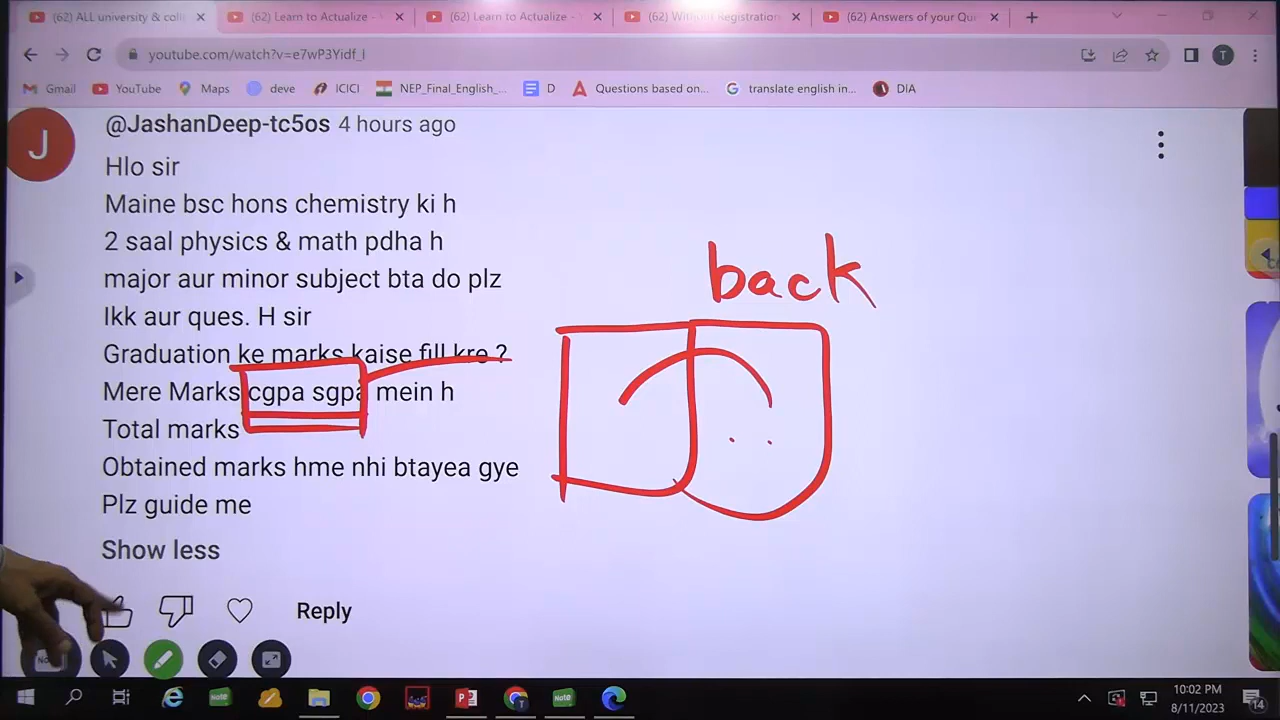 (62) ALL university & coll
(62) Learn to Actualize -
(62) Learn to Actualize -
(62) Without Registration
(62) Answers of your Que
youtube.com/watch?v=e7wP3Yidf_I
T
Gmail
YouTube
Maps
deve
ICICI
NEP_Final_English_...
D
Questions based on...
translate english in...
DIA
J
@JashanDeep-tc5os 4 hours ago
Hlo sir
Maine bsc hons chemistry ki h
2 saal physics & math pdha h
major aur minor subject bta do plz
Ikk aur ques. H sir
Graduation ke marks kaise fill kre ?
Mere Marks cgpa sgpa mein h
Total marks
Obtained marks hme nhi btayea gye
Plz guide me
Show less
Reply
back
Note
Note
10:02 PM
8/11/2023
14